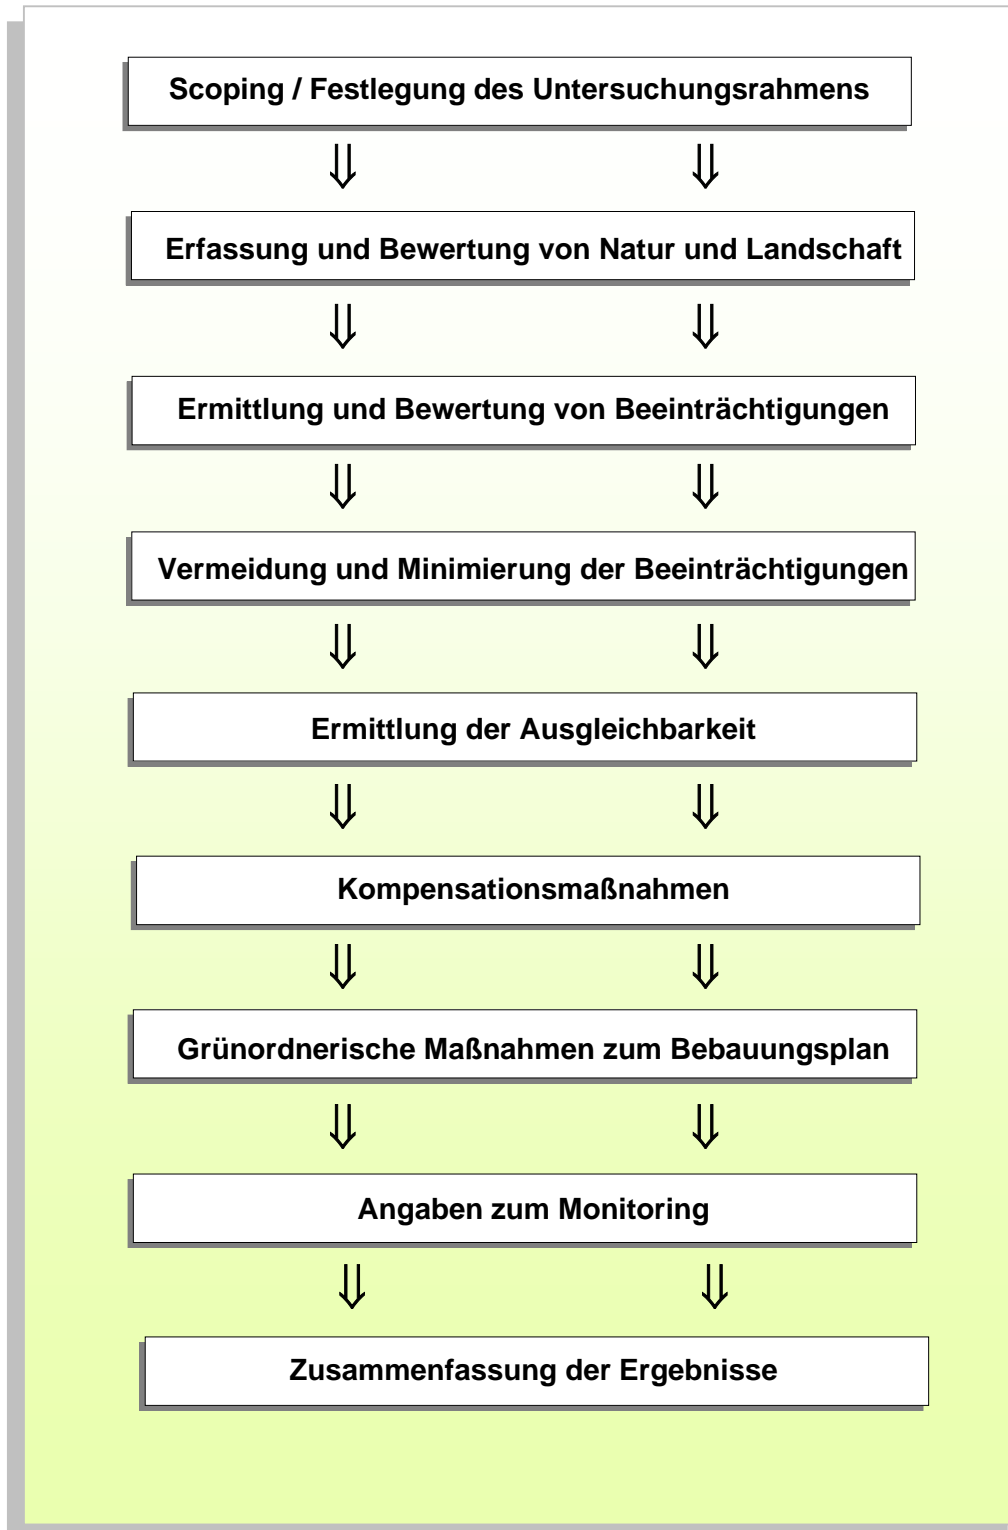 Scoping / Festlegung des Untersuchungsrahmens
⇓ ⇓
Erfassung und Bewertung von Natur und Landschaft
⇓ ⇓
Ermittlung und Bewertung von Beeinträchtigungen
⇓ ⇓
Vermeidung und Minimierung der Beeinträchtigungen
⇓ ⇓
Ermittlung der Ausgleichbarkeit
⇓ ⇓
Kompensationsmaßnahmen
⇓ ⇓
Grünordnerische Maßnahmen zum Bebauungsplan
⇓ ⇓
Angaben zum Monitoring
⇓ ⇓
Zusammenfassung der Ergebnisse